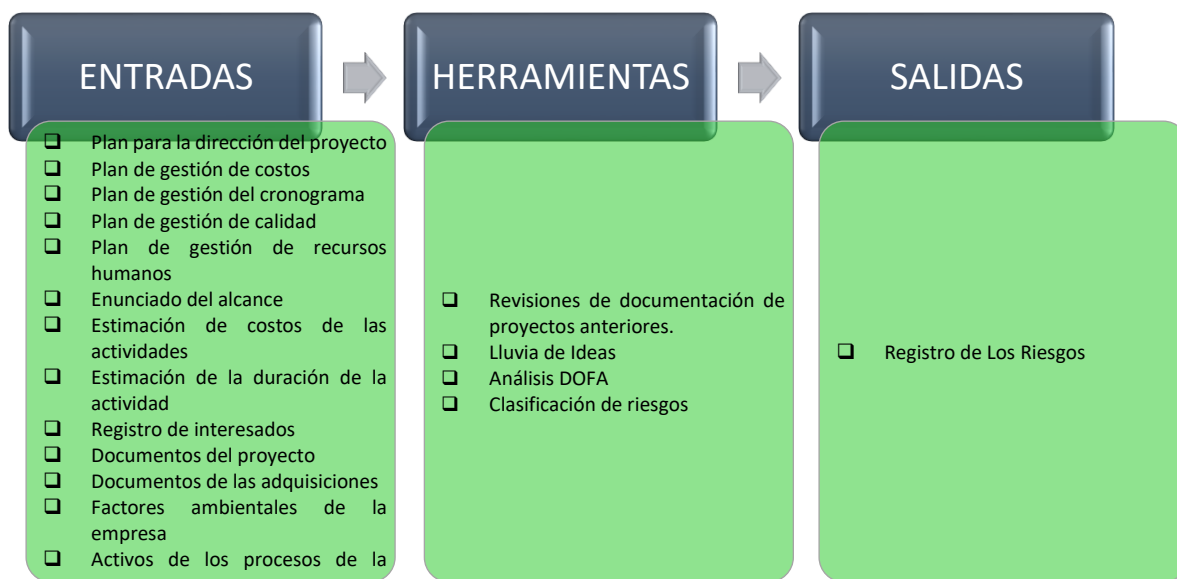 ENTRADAS
Plan para la dirección del proyecto
Plan de gestión de costos
Plan de gestión del cronograma
Plan de gestión de calidad
Plan de gestión de recursos
humanos
Enunciado del alcance
Estimación de costos de las
actividades
Estimación de la duración de la
actividad
Registro de interesados
Documentos del proyecto
Documentos de las adquisiciones
Factores ambientales de la
empresa
Activos de los procesos de la
HERRAMIENTAS
Revisiones de documentación de
proyectos anteriores.
Lluvia de Ideas
Análisis DOFA
Clasificación de riesgos
SALIDAS
Registro de Los Riesgos